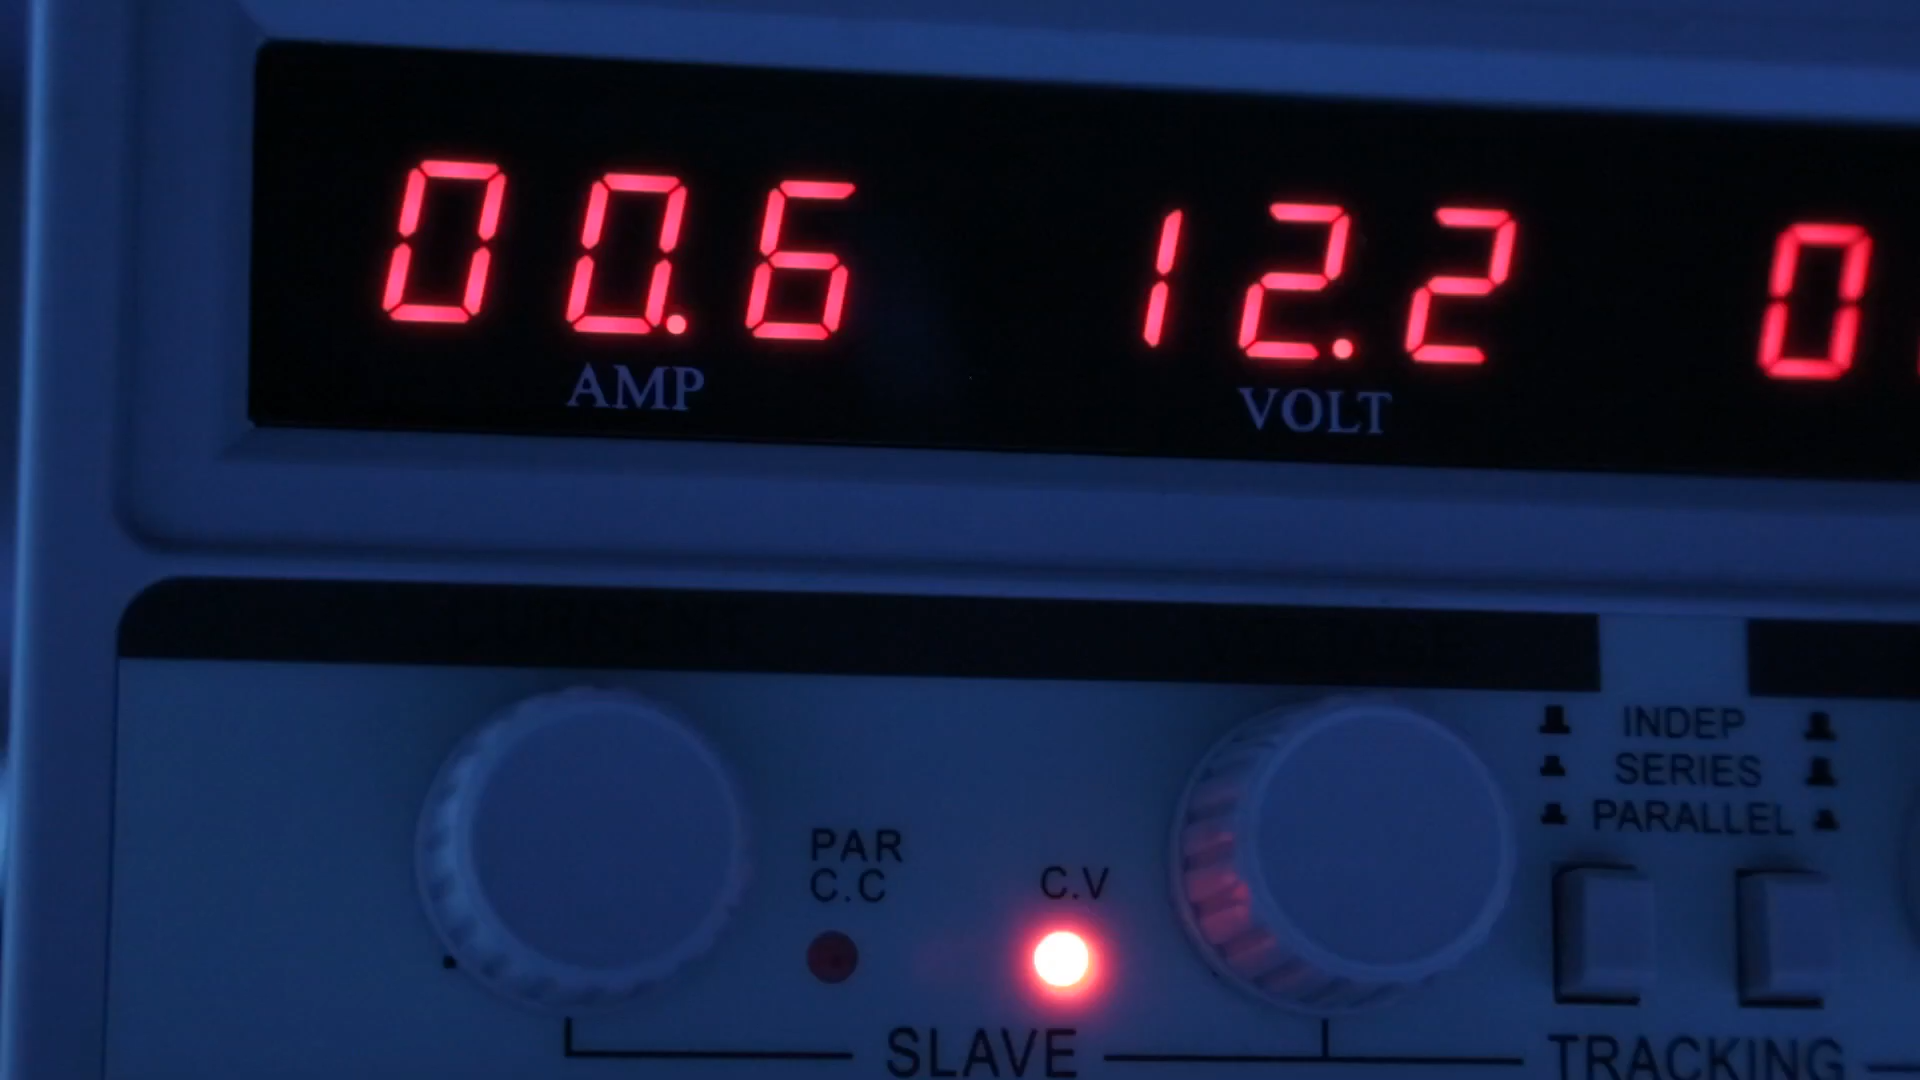 00.6 12.2 0
AMP VOLT
INDEP
SERIES
PARALLEL
PAR
C.C
C.V
SLAVE
TRACKING